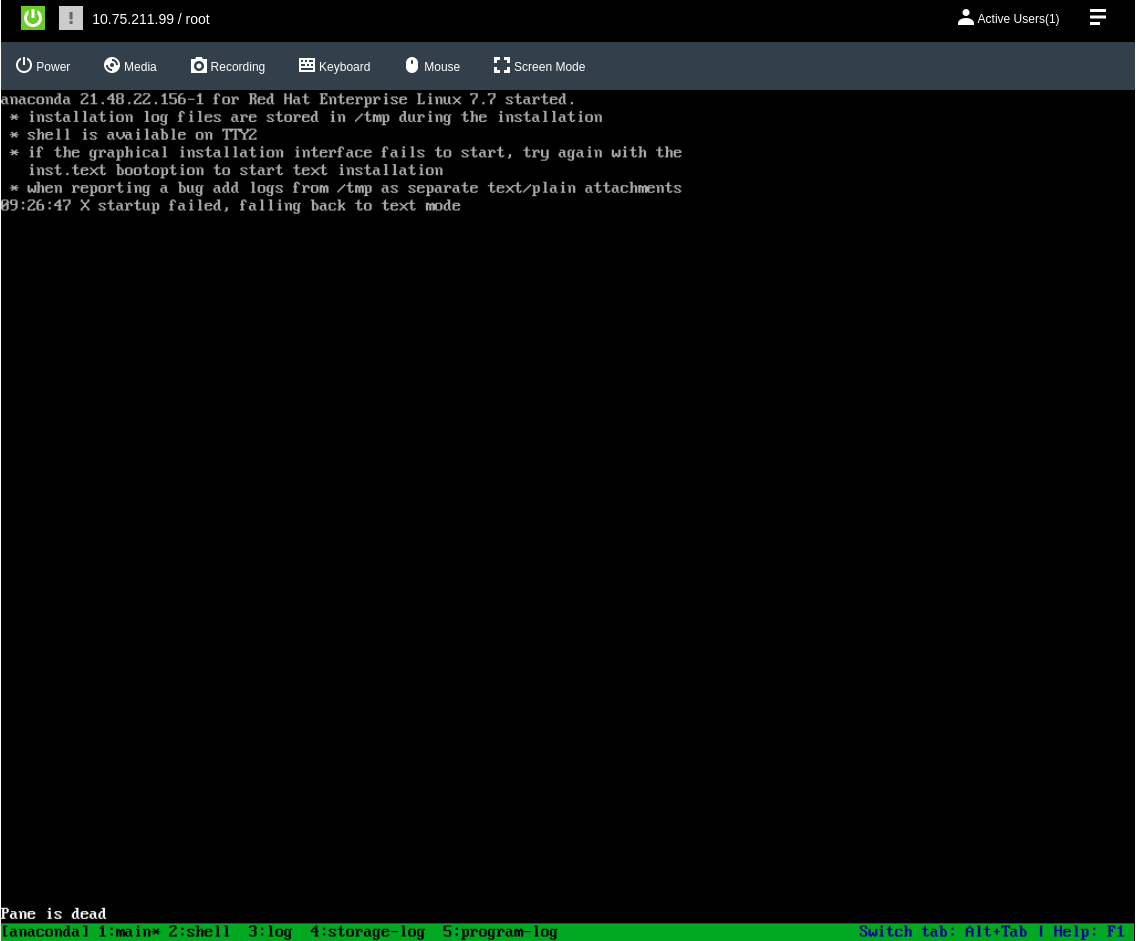 10.75.211.99 / root
Active Users(1)
Power Media Recording Keyboard Mouse Screen Mode
anaconda 21.48.22.156-1 for Red Hat Enterprise Linux 7.7 started.
* installation log files are stored in /tmp during the installation
* shell is available on TTY2
* if the graphical installation interface fails to start, try again with the
inst.text bootoption to start text installation
* when reporting a bug add logs from /tmp as separate text/plain attachments
09:26:47 X startup failed, falling back to text mode
Pane is dead
[anaconda] 1:main* 2:shell 3:log 4:storage-log 5:program-log Switch tab: Alt+Tab | Help: F1